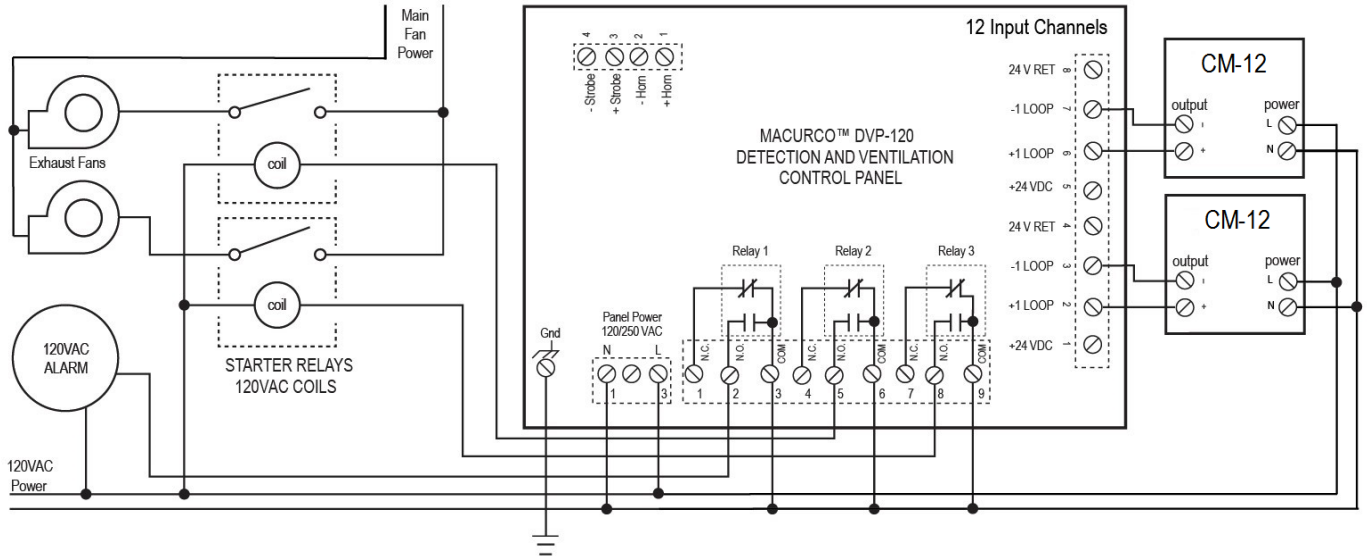 Main
Fan
Power
Exhaust Fans
coil
coil
STARTER RELAYS
120VAC COILS
120VAC
ALARM
120VAC
Power
12 Input Channels
4 3 2 1
- Strobe
+ Strobe
- Horn
+ Horn
MACURCO™ DVP-120
DETECTION AND VENTILATION
CONTROL PANEL
24 V RET 8
-1 LOOP 7
+1 LOOP 6
+24 VDC 5
24 V RET 4
-1 LOOP 3
+1 LOOP 2
+24 VDC 1
Relay 1
Relay 2
Relay 3
Gnd
Panel Power
120/250 VAC
N L
1 3
N.C. N.O. COM N.C. N.O. COM N.C. N.O. COM
1 2 3 4 5 6 7 8 9
CM-12
output power
- L
+ N
CM-12
output power
- L
+ N